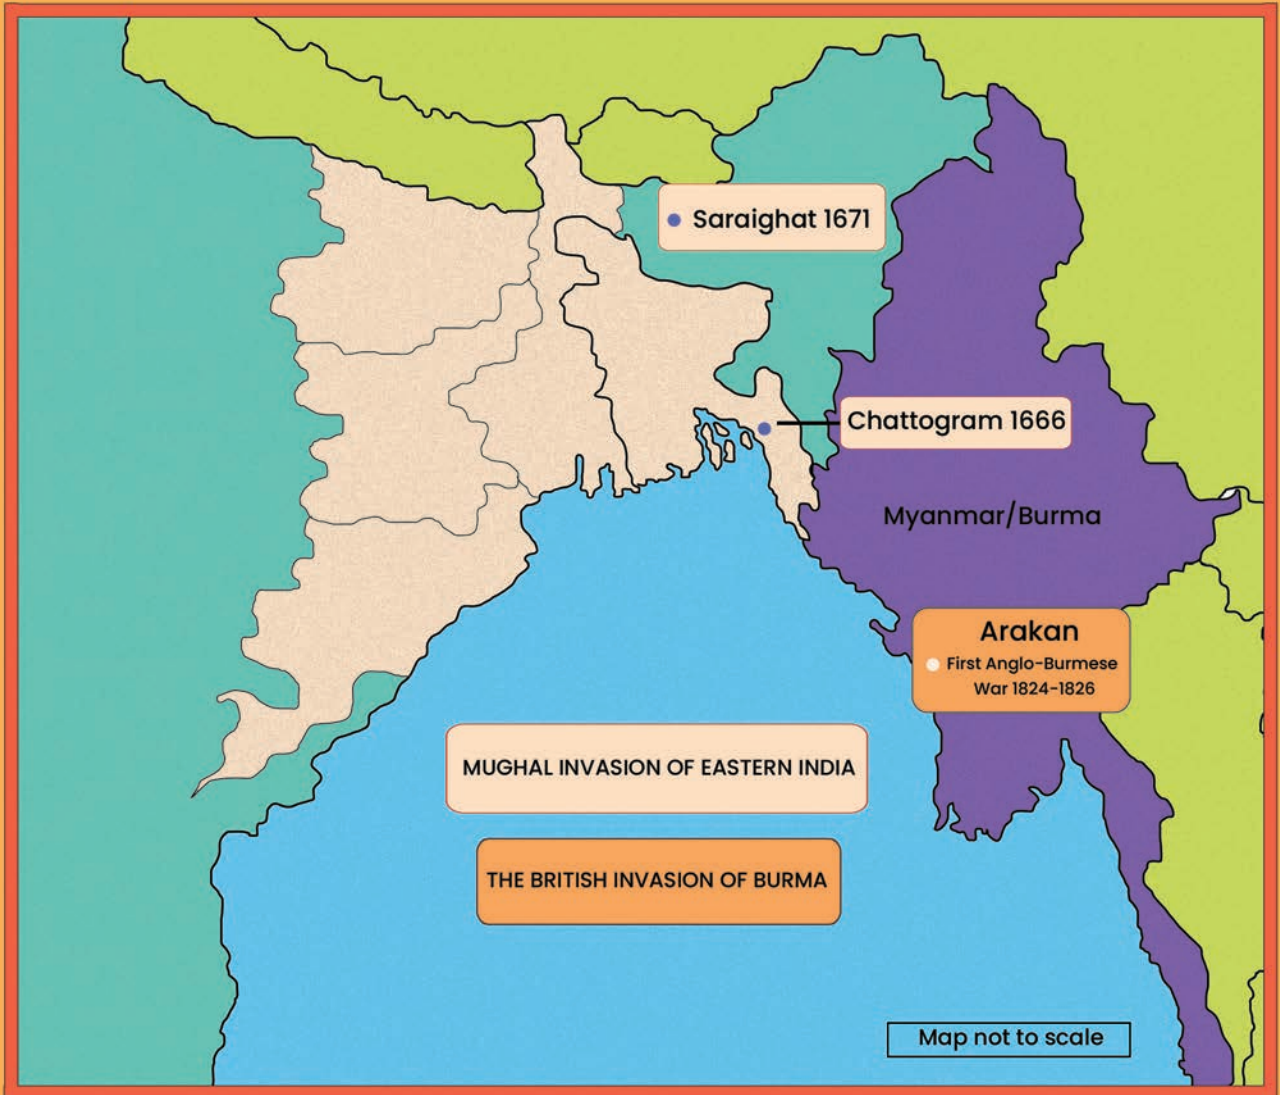 Saraighat 1671
Chattogram 1666
Myanmar/Burma
Arakan
First Anglo-Burmese
War 1824-1826
MUGHAL INVASION OF EASTERN INDIA
THE BRITISH INVASION OF BURMA
Map not to scale